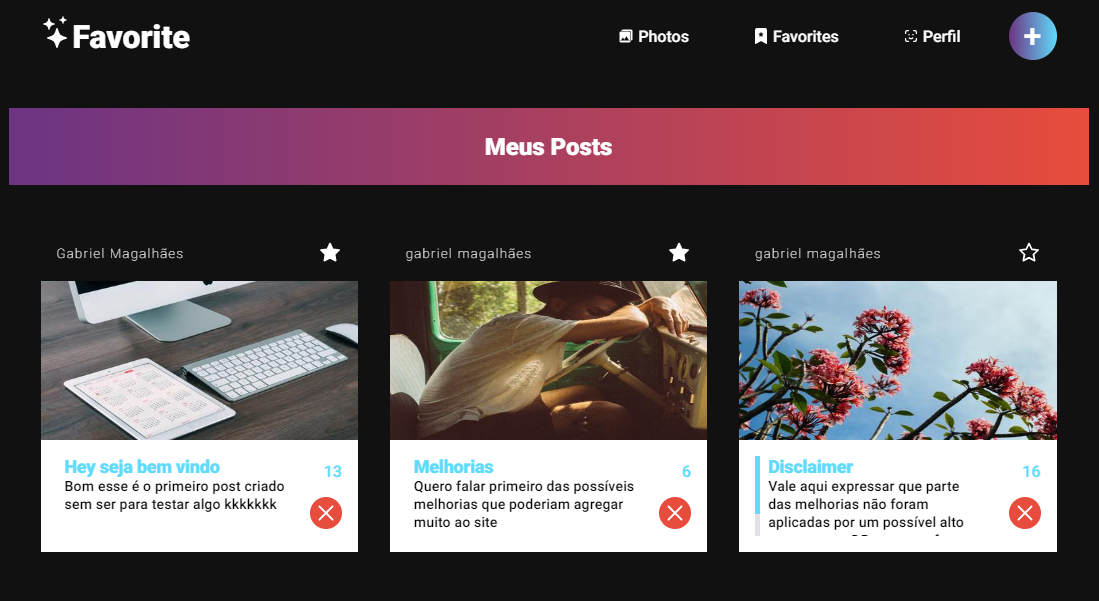 Favorite
Photos
Favorites
Perfil
Meus Posts
Gabriel Magalhães
gabriel magalhães
gabriel magalhães
Hey seja bem vindo
13
Bom esse é o primeiro post criado
sem ser para testar algo kkkkkkk
Melhorias
6
Quero falar primeiro das possíveis
melhorias que poderiam agregar
muito ao site
Disclaimer
16
Vale aqui expressar que parte
das melhorias não foram
aplicadas por um possível alto